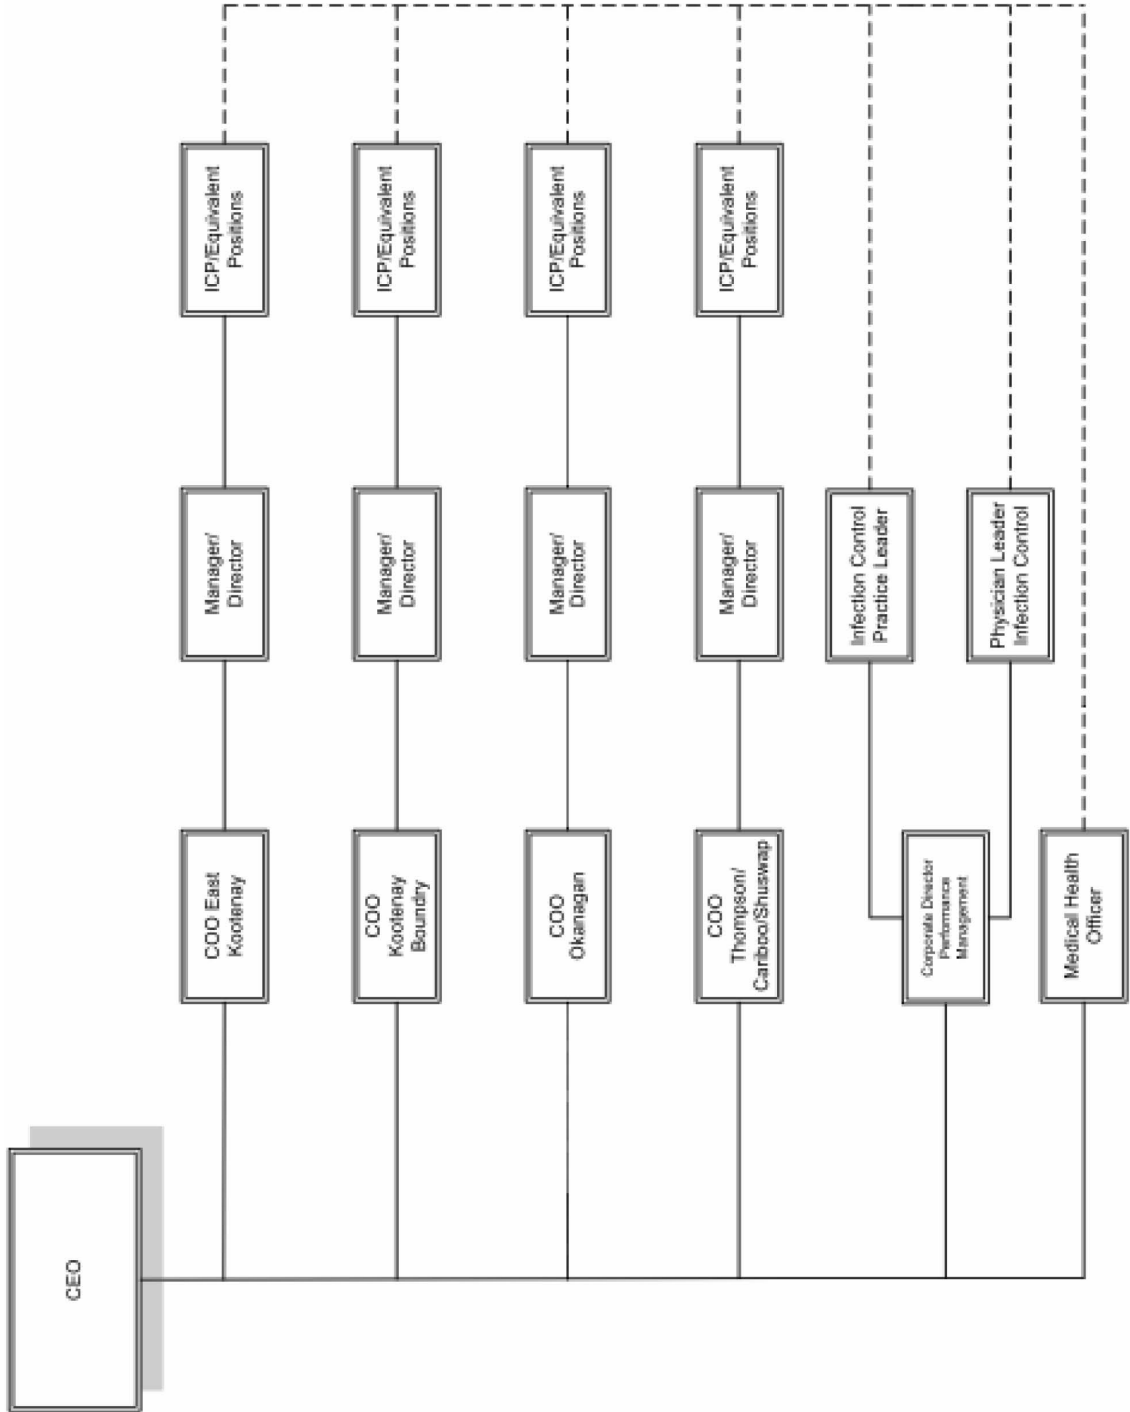 CEO
COO East
Kootenay
Manager/
Director
ICP/Equivalent
Positions
COO
Kootenay
Boundry
Manager/
Director
ICP/Equivalent
Positions
COO
Okanagan
Manager/
Director
ICP/Equivalent
Positions
COO
Thompson/
Cariboo/Shuswap
Manager/
Director
ICP/Equivalent
Positions
Corporate Director
Performance
Management
Infection Control
Practice Leader
Physician Leader
Infection Control
Medical Health
Officer